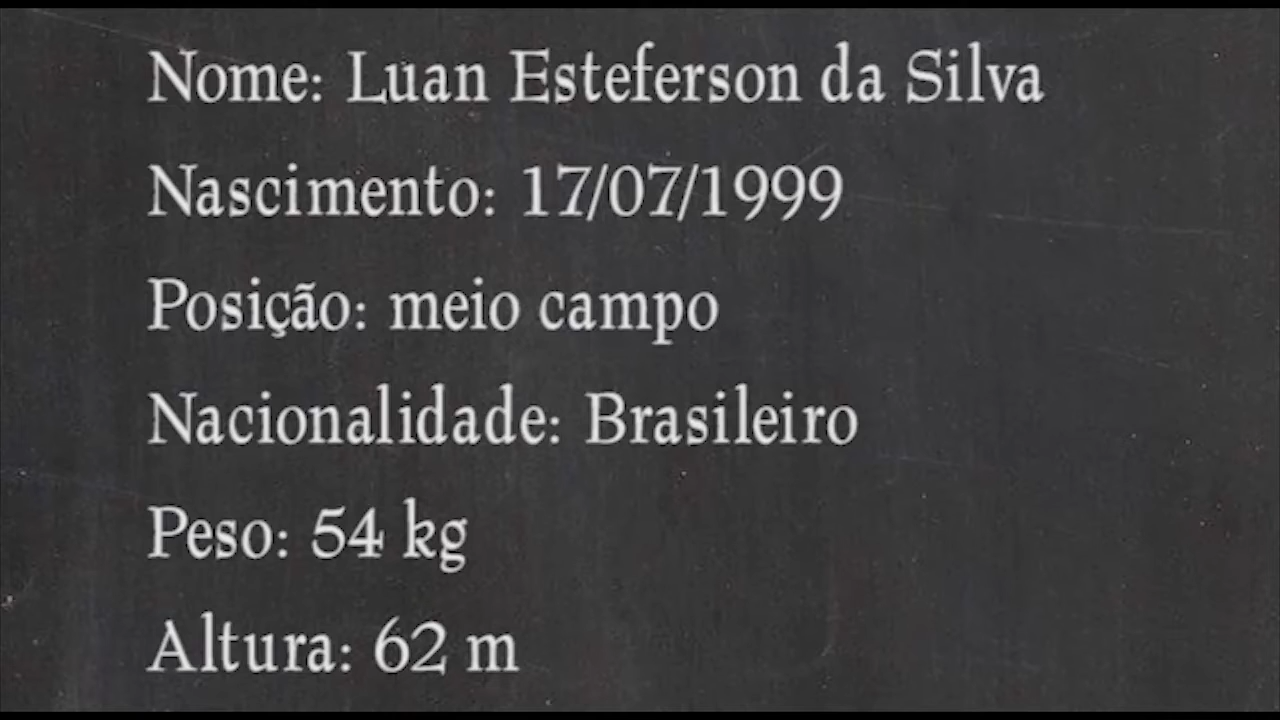 Nome: Luan Esteferson da Silva
Nascimento: 17/07/1999
Posição: meio campo
Nacionalidade: Brasileiro
Peso: 54 kg
Altura: 62 m